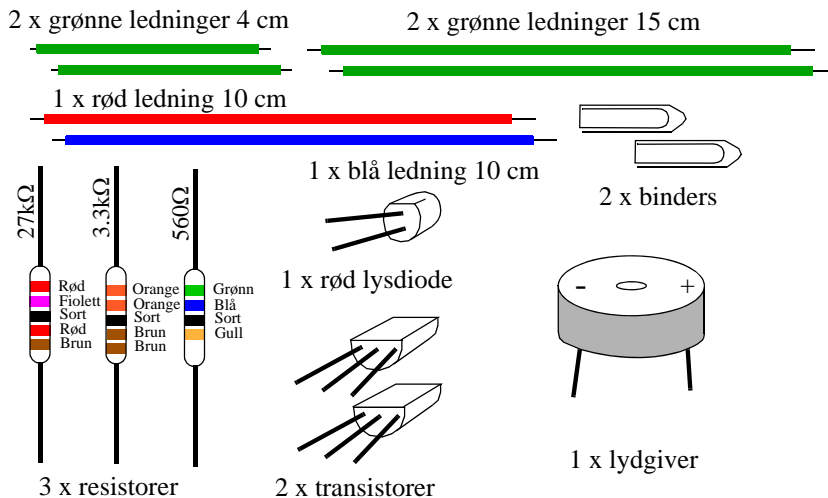 2 x grønne ledninger 4 cm
2 x grønne ledninger 15 cm
1 x rød ledning 10 cm
1 x blå ledning 10 cm
2 x binders
27kΩ
3.3kΩ
560Ω
1 x rød lysdiode
Rød
Fiolett
Sort
Rød
Brun
Orange
Orange
Sort
Brun
Brun
Grønn
Blå
Sort
Gull
- +
3 x resistorer
2 x transistorer
1 x lydgiver